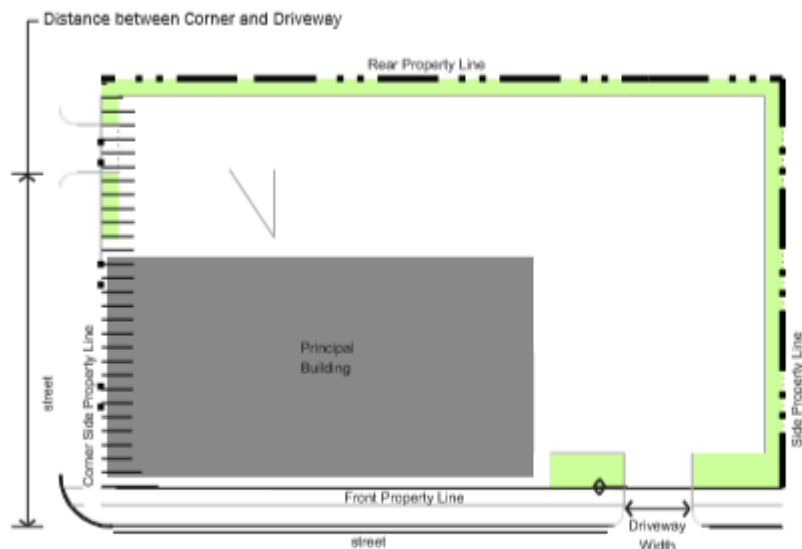 Distance between Corner and Driveway
Rear Property Line
Principal
Building
street
Corner Side Property Line
Side Property Line
Front Property Line
street
Driveway
Width